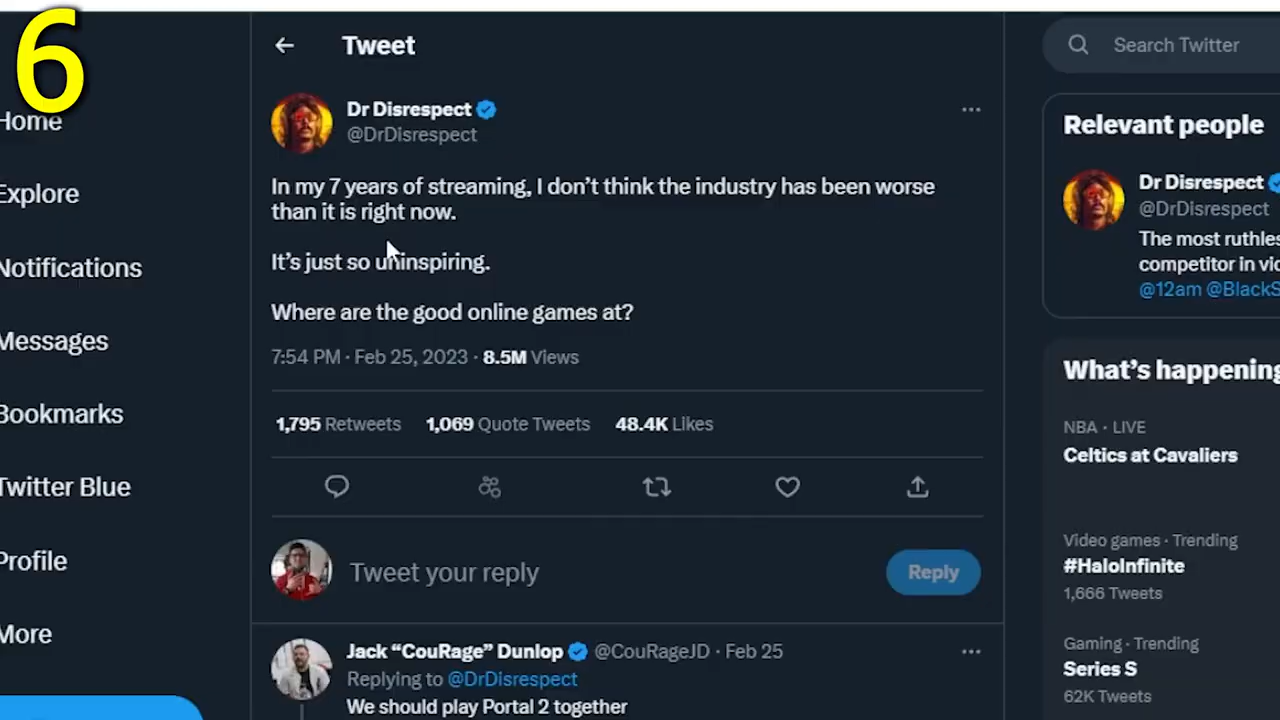 6
Home
Explore
Notifications
Messages
Bookmarks
Twitter Blue
Profile
More
Tweet
Dr Disrespect
@DrDisrespect
In my 7 years of streaming, I don’t think the industry has been worse
than it is right now.
It’s just so uninspiring.
Where are the good online games at?
7:54 PM · Feb 25, 2023 · 8.5M Views
1,795 Retweets 1,069 Quote Tweets 48.4K Likes
Tweet your reply
Reply
Jack “CouRage” Dunlop @CouRageJD · Feb 25
Replying to @DrDisrespect
We should play Portal 2 together
Search Twitter
Relevant people
Dr Disrespect
@DrDisrespect
The most ruthles
competitor in vi
@12am @BlackS
What’s happening
NBA · LIVE
Celtics at Cavaliers
Video games · Trending
#HaloInfinite
1,666 Tweets
Gaming · Trending
Series S
62K Tweets